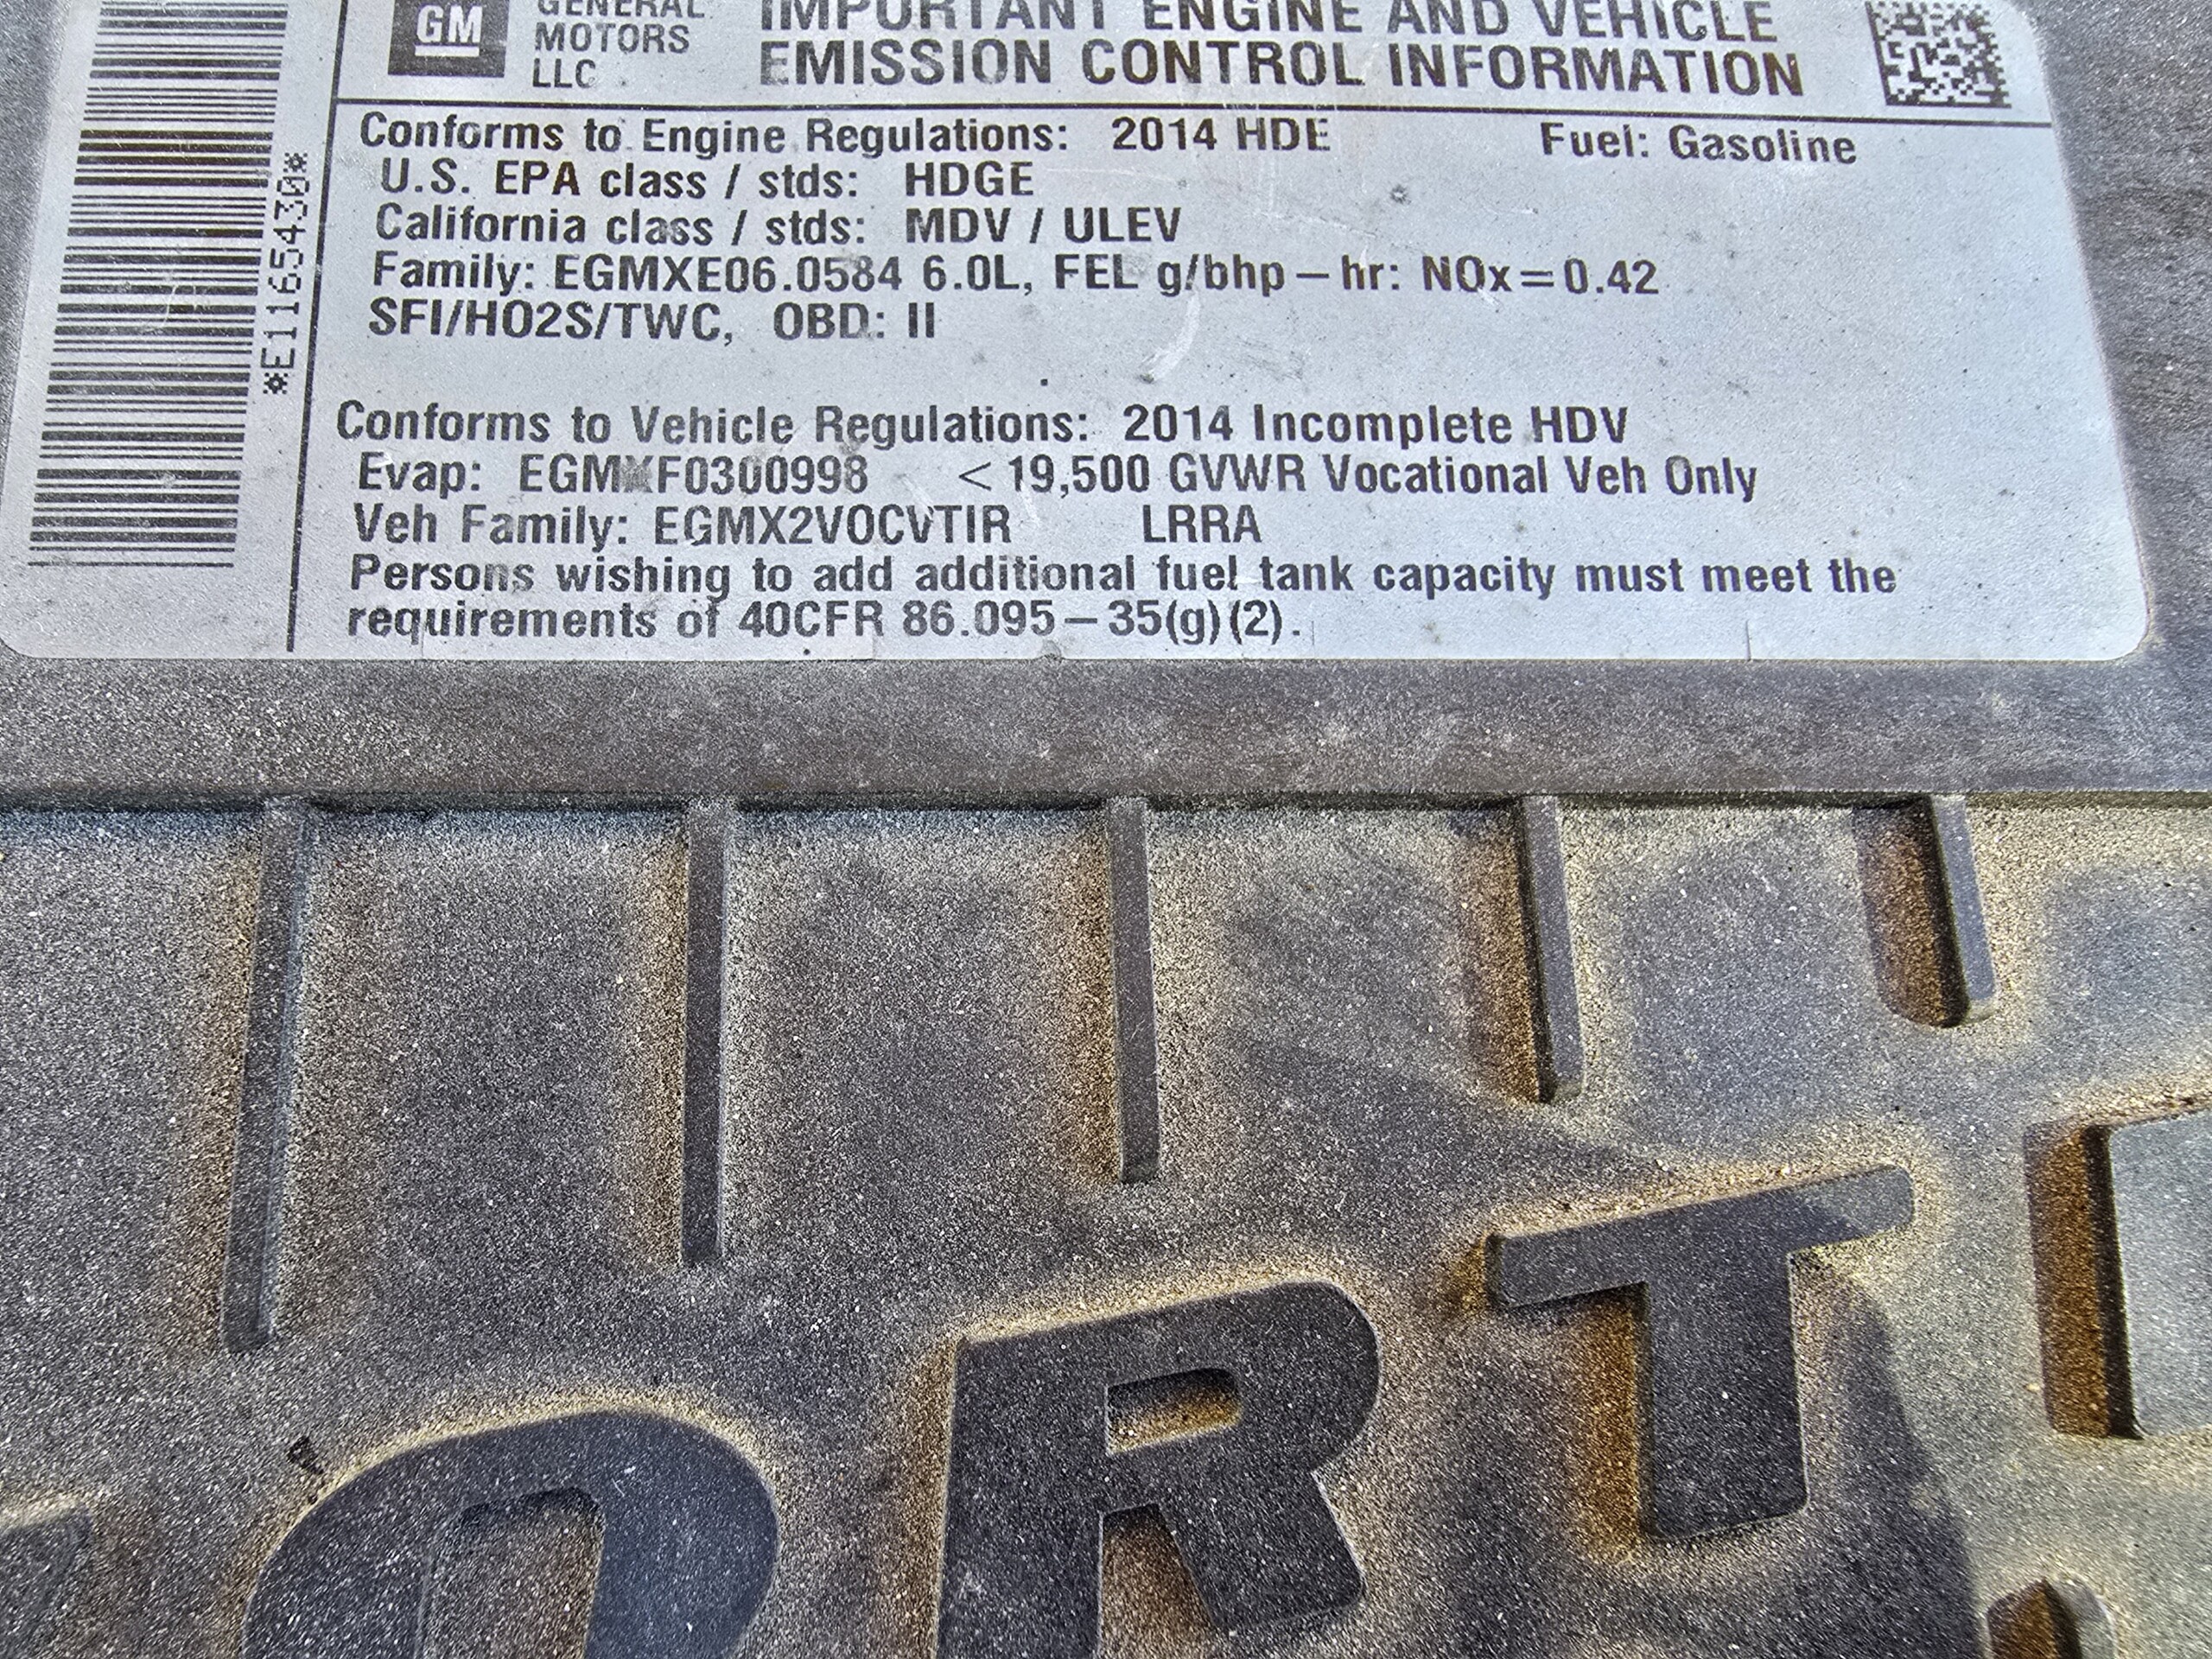 GM
GENERAL
MOTORS
LLC
IMPORTANT ENGINE AND VEHICLE
EMISSION CONTROL INFORMATION
*E11654430*
Conforms to Engine Regulations: 2014 HDE Fuel: Gasoline
U.S. EPA class / stds: HDGE
California class / stds: MDV / ULEV
Family: EGMXE06.0584 6.0L, FEL g/bhp – hr: NOx = 0.42
SFI/HO2S/TWC, OBD: II
Conforms to Vehicle Regulations: 2014 Incomplete HDV
Evap: EGMXF0300998 < 19,500 GVWR Vocational Veh Only
Veh Family: EGMX2VOCVTIR LRRA
Persons wishing to add additional fuel tank capacity must meet the
requirements of 40CFR 86.095 – 35(g)(2).
ORT